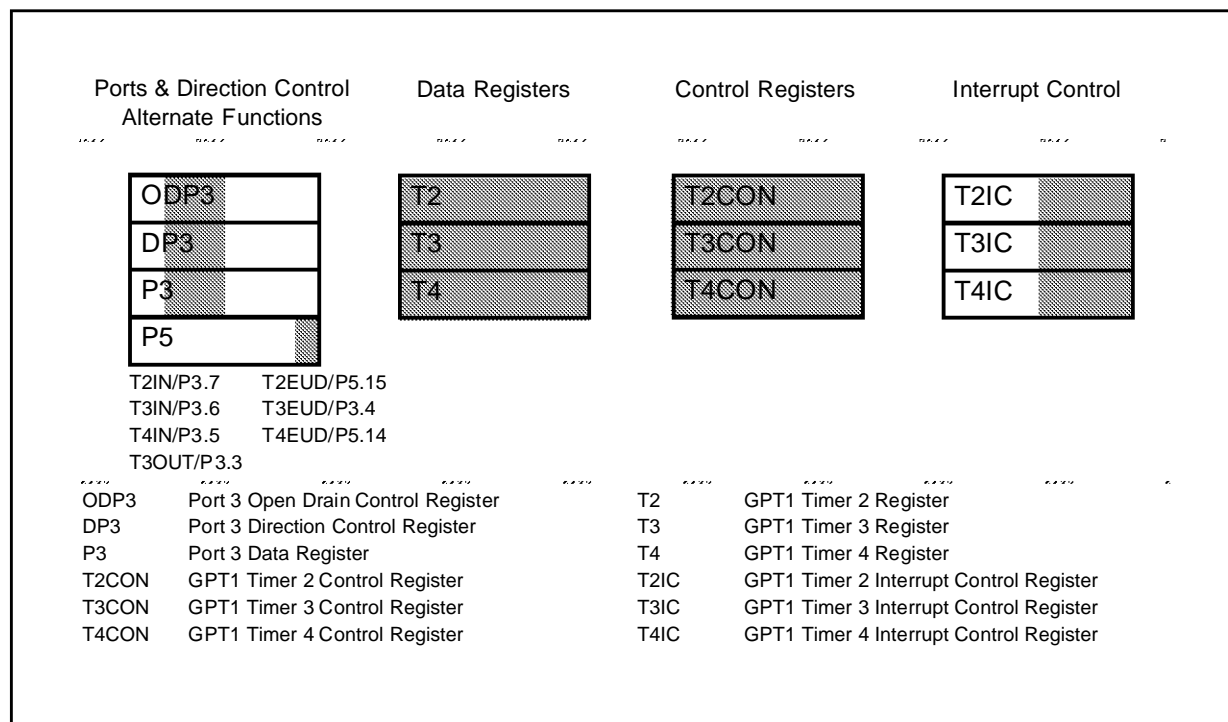 Ports & Direction Control
Alternate Functions
Data Registers
Control Registers
Interrupt Control
ODP3
DP3
P3
P5
T2
T3
T4
T2CON
T3CON
T4CON
T2IC
T3IC
T4IC
T2IN/P3.7 T2EUD/P5.15
T3IN/P3.6 T3EUD/P3.4
T4IN/P3.5 T4EUD/P5.14
T3OUT/P3.3
ODP3 Port 3 Open Drain Control Register
DP3 Port 3 Direction Control Register
P3 Port 3 Data Register
T2CON GPT1 Timer 2 Control Register
T3CON GPT1 Timer 3 Control Register
T4CON GPT1 Timer 4 Control Register
T2 GPT1 Timer 2 Register
T3 GPT1 Timer 3 Register
T4 GPT1 Timer 4 Register
T2IC GPT1 Timer 2 Interrupt Control Register
T3IC GPT1 Timer 3 Interrupt Control Register
T4IC GPT1 Timer 4 Interrupt Control Register